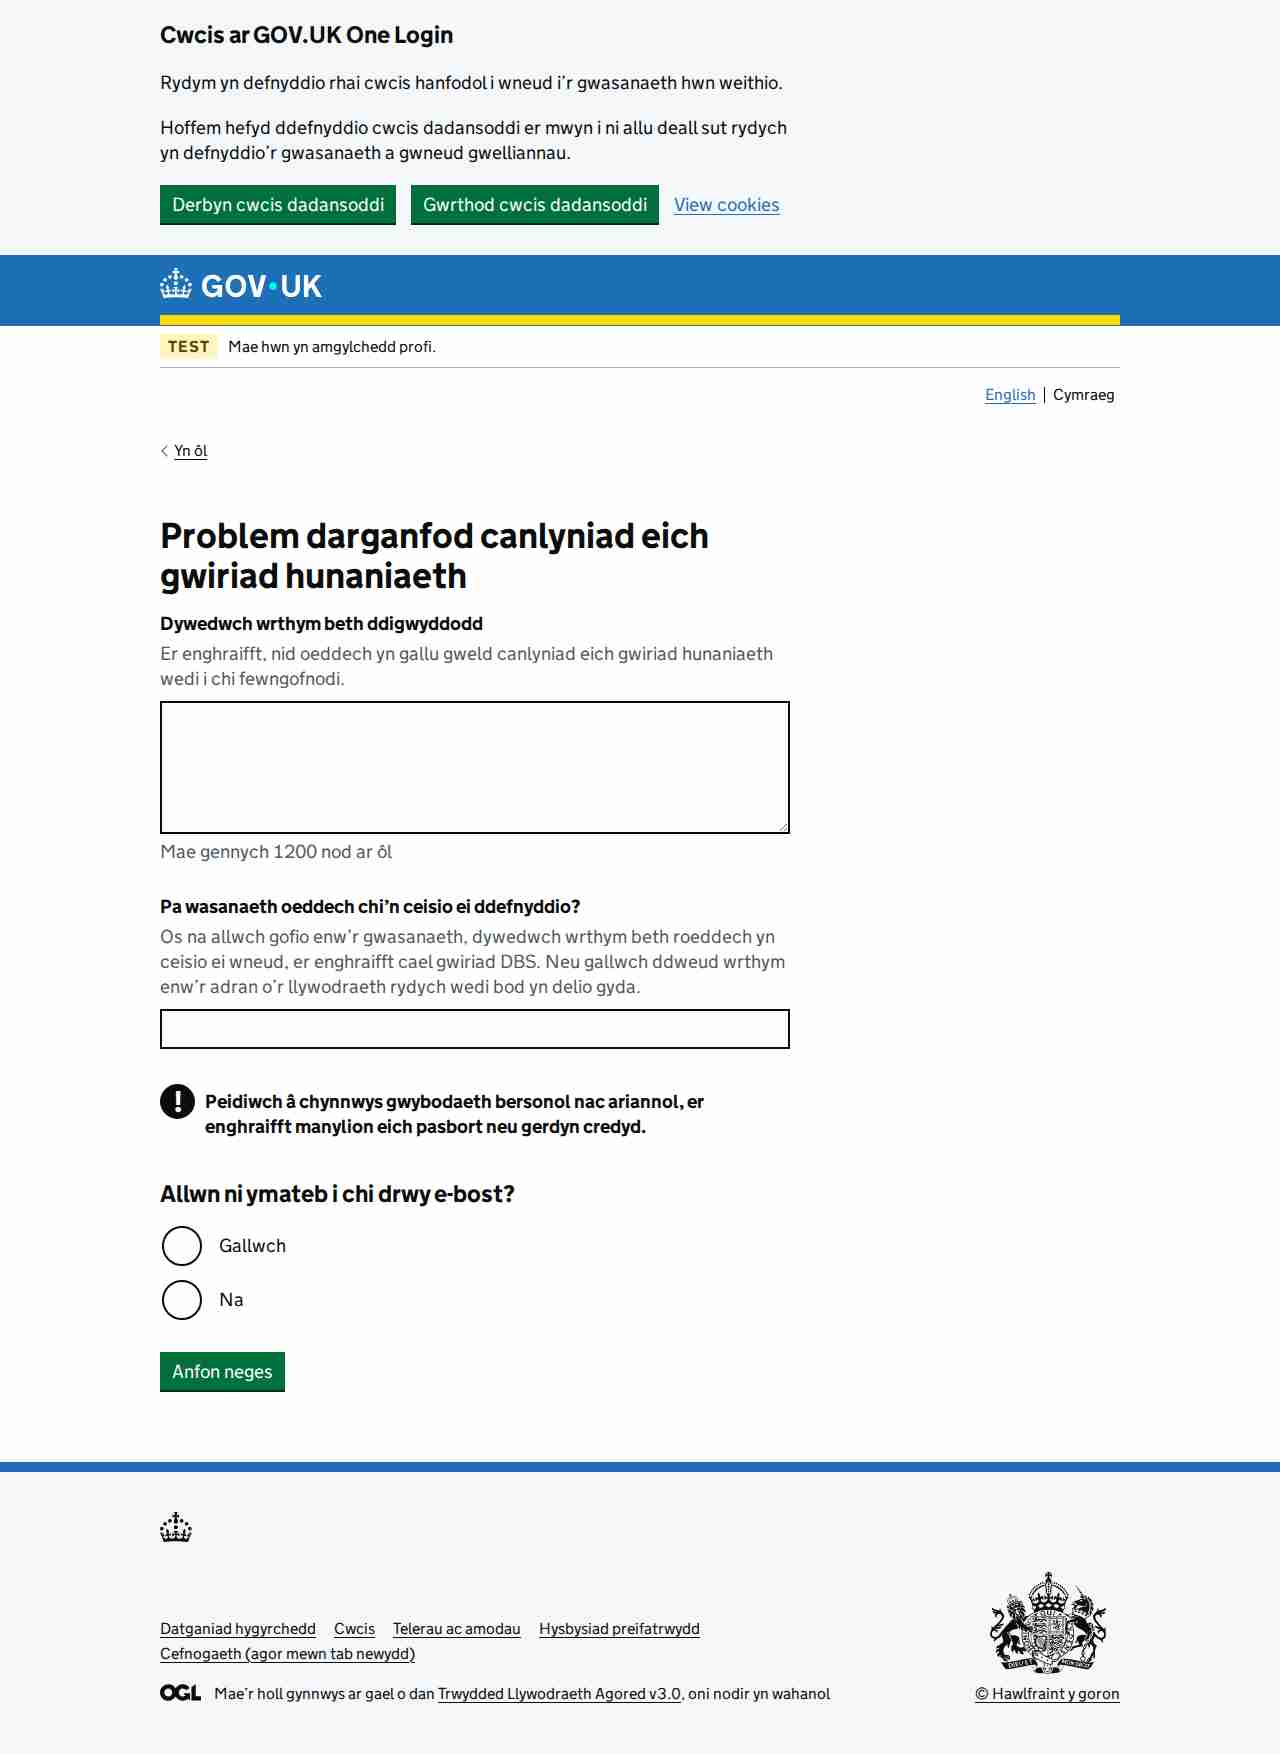 Cwcis ar GOV.UK One Login
Rydym yn defnyddio rhai cwcis hanfodol i wneud i’r gwasanaeth hwn weithio.
Hoffem hefyd ddefnyddio cwcis dadansoddi er mwyn i ni allu deall sut rydych
yn defnyddio’r gwasanaeth a gwneud gwelliannau.
Derbyn cwcis dadansoddi Gwrthod cwcis dadansoddi View cookies
GOV·UK
TEST Mae hwn yn amgylchedd profi.
English | Cymraeg
Yn ôl
Problem darganfod canlyniad eich
gwiriad hunaniaeth
Dywedwch wrthym beth ddigwyddodd
Er enghraifft, nid oeddech yn gallu gweld canlyniad eich gwiriad hunaniaeth
wedi i chi fewngofnodi.
Mae gennych 1200 nod ar ôl
Pa wasanaeth oeddech chi’n ceisio ei ddefnyddio?
Os na allwch gofio enw’r gwasanaeth, dywedwch wrthym beth roeddech yn
ceisio ei wneud, er enghraifft cael gwiriad DBS. Neu gallwch ddweud wrthym
enw’r adran o’r llywodraeth rydych wedi bod yn delio gyda.
! Peidiwch â chynnwys gwybodaeth bersonol nac ariannol, er
enghraifft manylion eich pasbort neu gerdyn credyd.
Allwn ni ymateb i chi drwy e-bost?
Gallwch
Na
Anfon neges
Datganiad hygyrchedd Cwcis Telerau ac amodau Hysbysiad preifatrwydd
Cefnogaeth (agor mewn tab newydd)
OGL Mae’r holl gynnwys ar gael o dan Trwydded Llywodraeth Agored v3.0, oni nodir yn wahanol
© Hawlfraint y goron